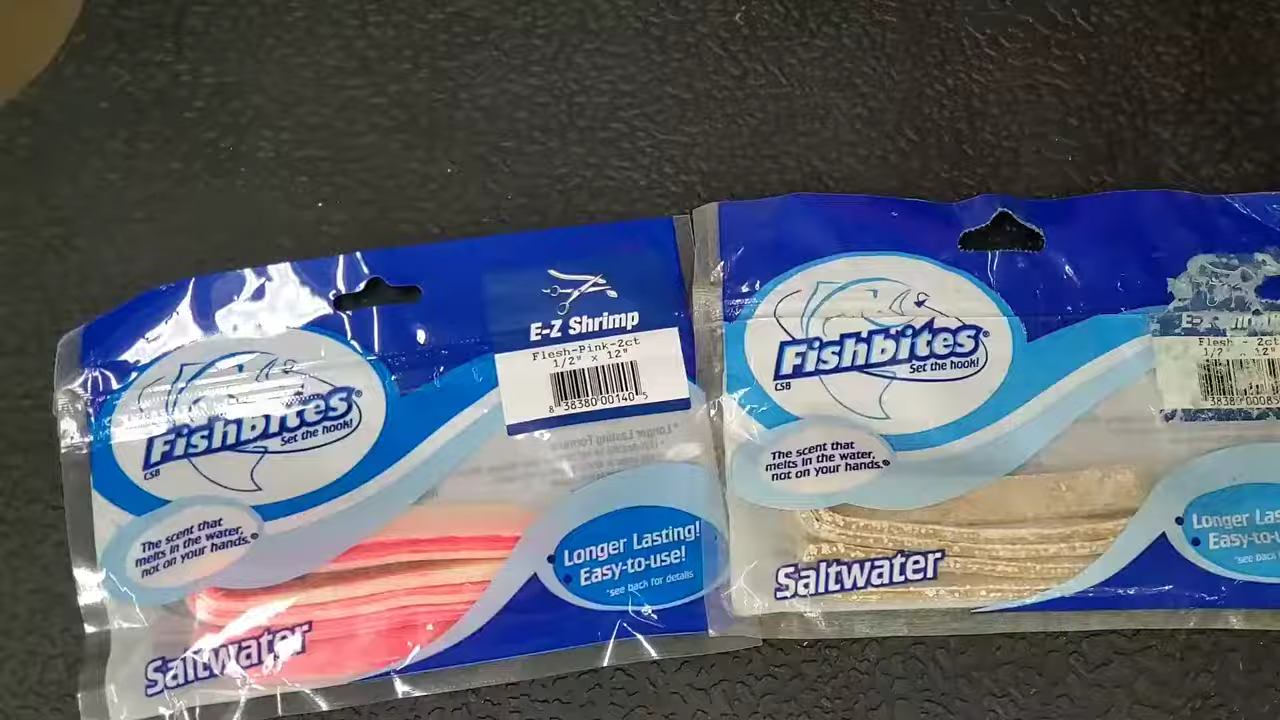 E-Z Shrimp
Flesh-Pink-2ct
1/2" x 12"
8 38380 00140 5
Fishbites®
Set the hook!
CSB
The scent that
melts in the water,
not on your hands.®
Longer Lasting!
Easy-to-use!
*see back for details
Saltwater
Fishbites®
Set the hook!
CSB
Flesh - 2ct
12"
The scent that
melts in the water,
not on your hands.®
Longer
Saltwater
"see back